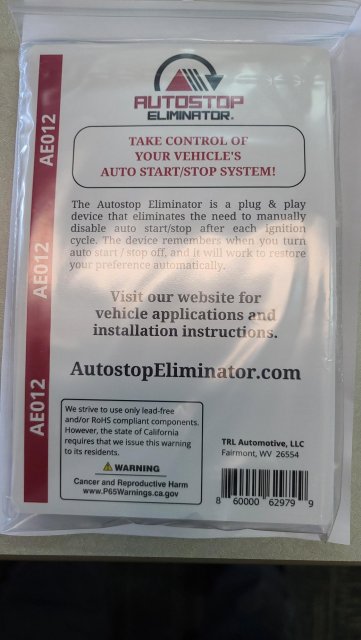 AUTOSTOP
ELIMINATOR
TAKE CONTROL OF
YOUR VEHICLE'S
AUTO START/STOP SYSTEM!
AE012
AE012
AE012
The Autostop Eliminator is a plug & play
device that eliminates the need to manually
disable auto start/stop after each ignition
cycle. The device remembers when you turn
auto start / stop off, and it will work to restore
your preference automatically.
Visit our website for
vehicle applications and
installation instructions.
AutostopEliminator.com
We strive to use only lead-free
and/or RoHS compliant components.
However, the state of California
requires that we issue this warning
to its residents.
⚠ WARNING
Cancer and Reproductive Harm
www.P65Warnings.ca.gov
TRL Automotive, LLC
Fairmont, WV 26554
8 60000 62979 9